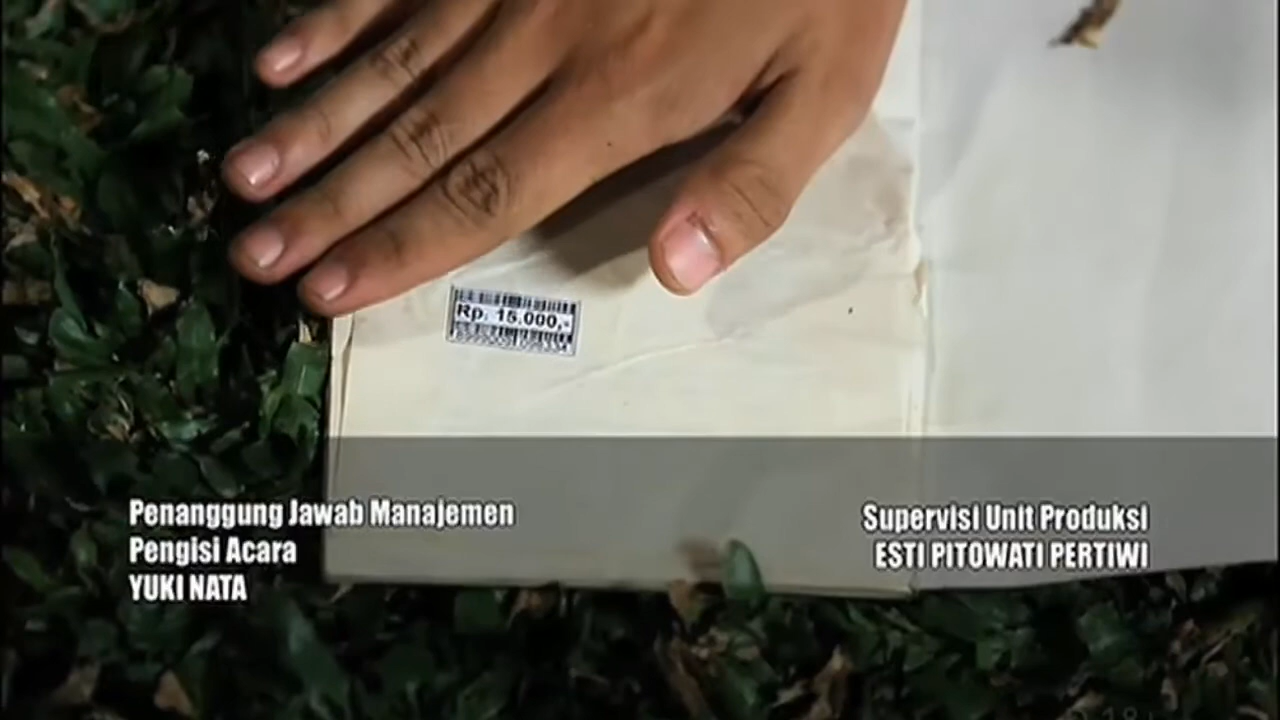 Rp. 15.000,-
Penanggung Jawab Manajemen
Pengisi Acara
YUKI NATA
Supervisi Unit Produksi
ESTI PITOWATI PERTIWI